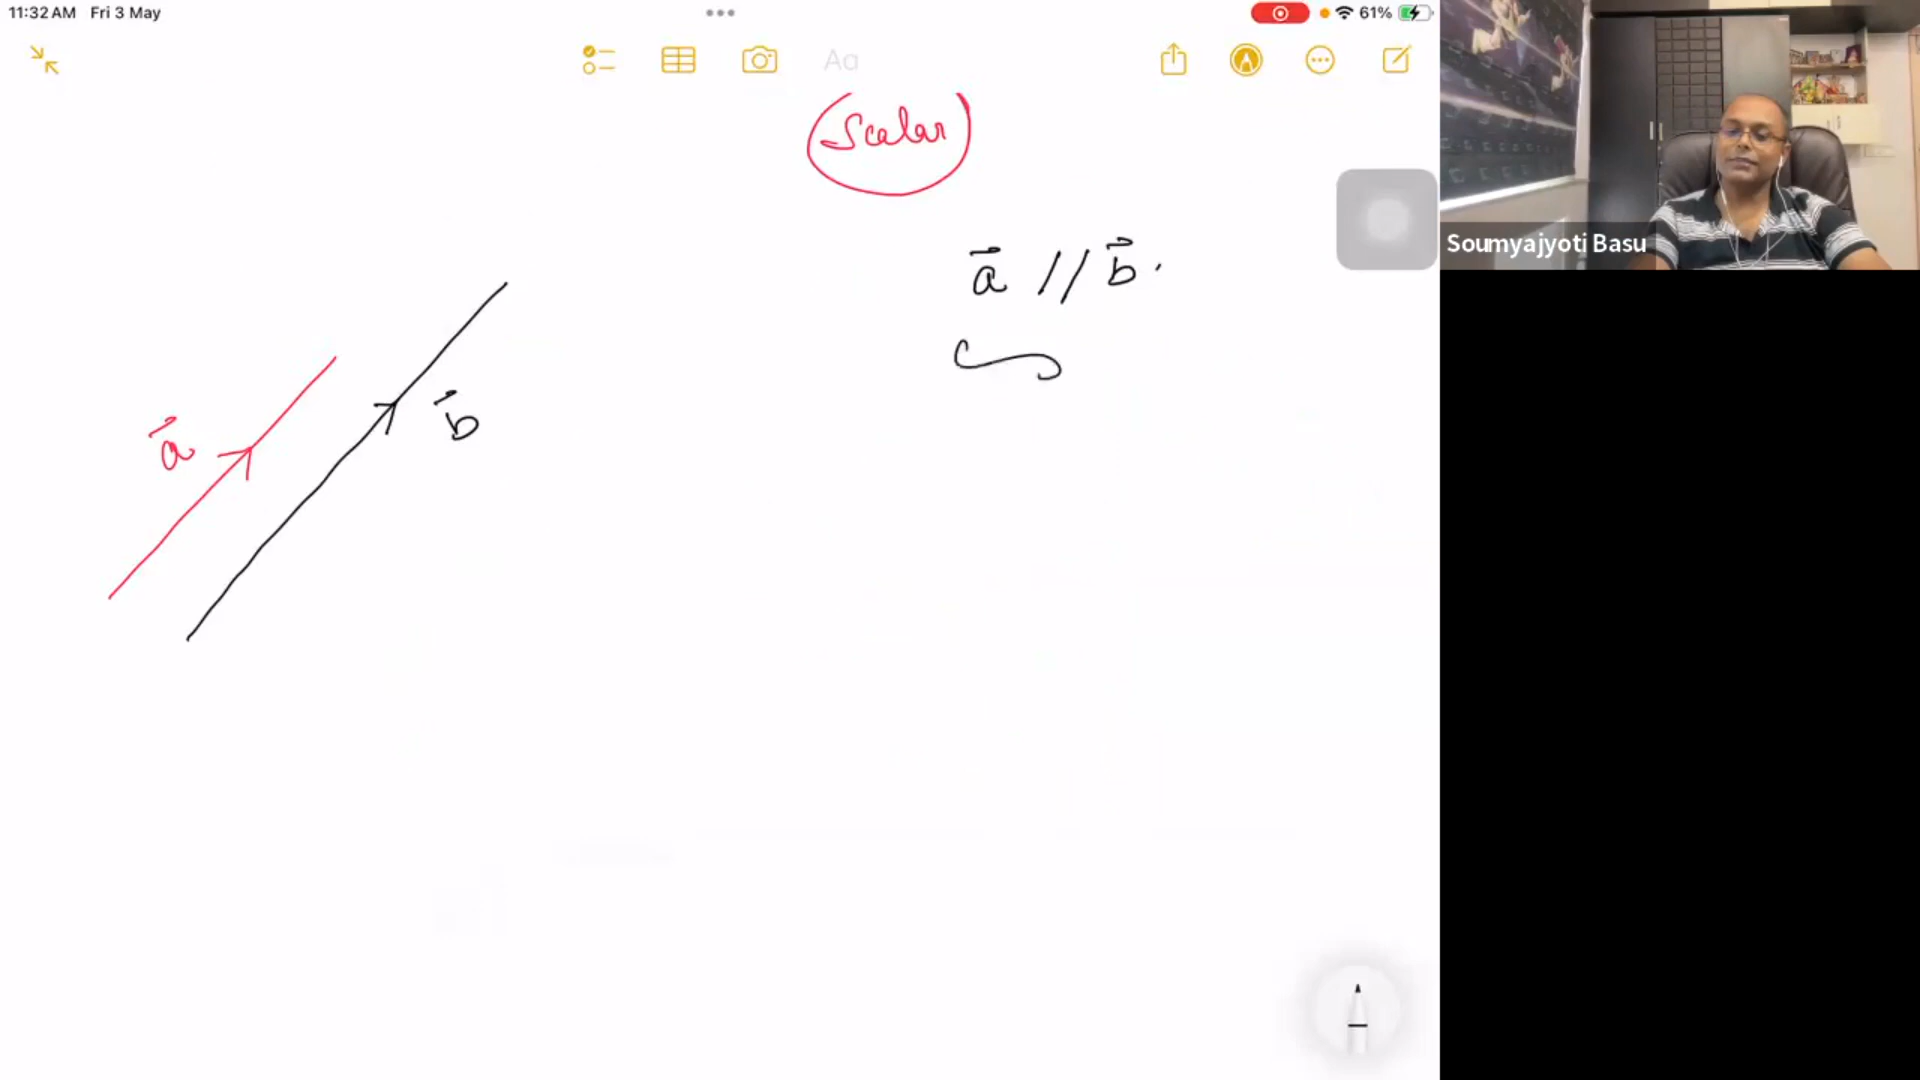 11:32 AM Fri 3 May
61%
Aa
Scalar
Soumyajyoti Basu
a⃗ // b⃗.
a⃗
b⃗